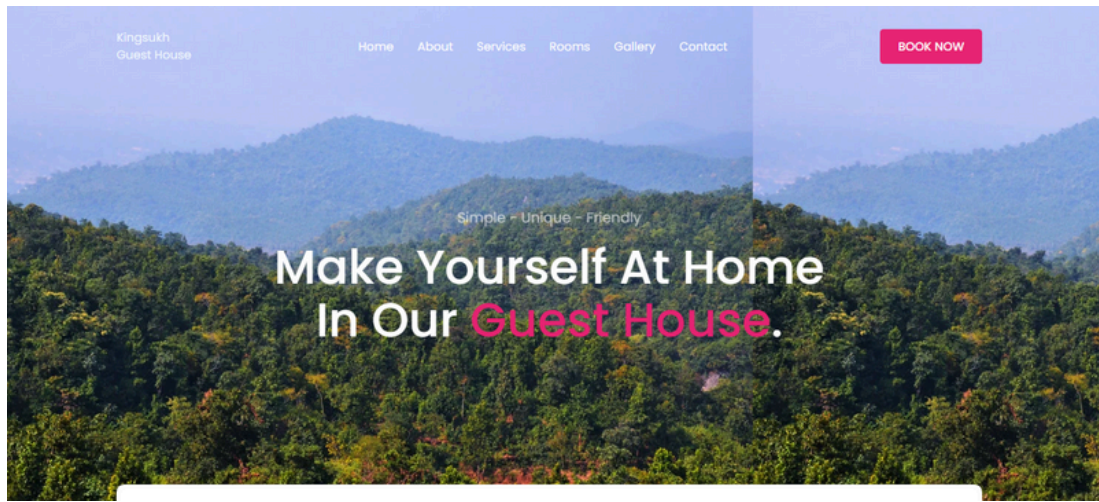 Kingsukh
Guest House
Home About Services Rooms Gallery Contact
BOOK NOW
Simple - Unique - Friendly
Make Yourself At Home
In Our Guest House.